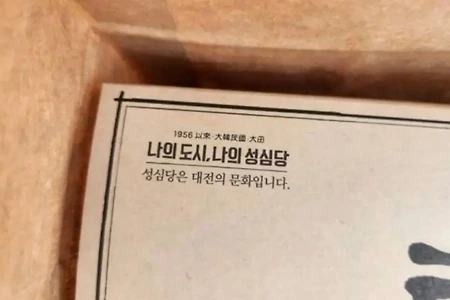 1956 以來·大韓民國·大田
나의 도시, 나의 성심당
성심당은 대전의 문화입니다.